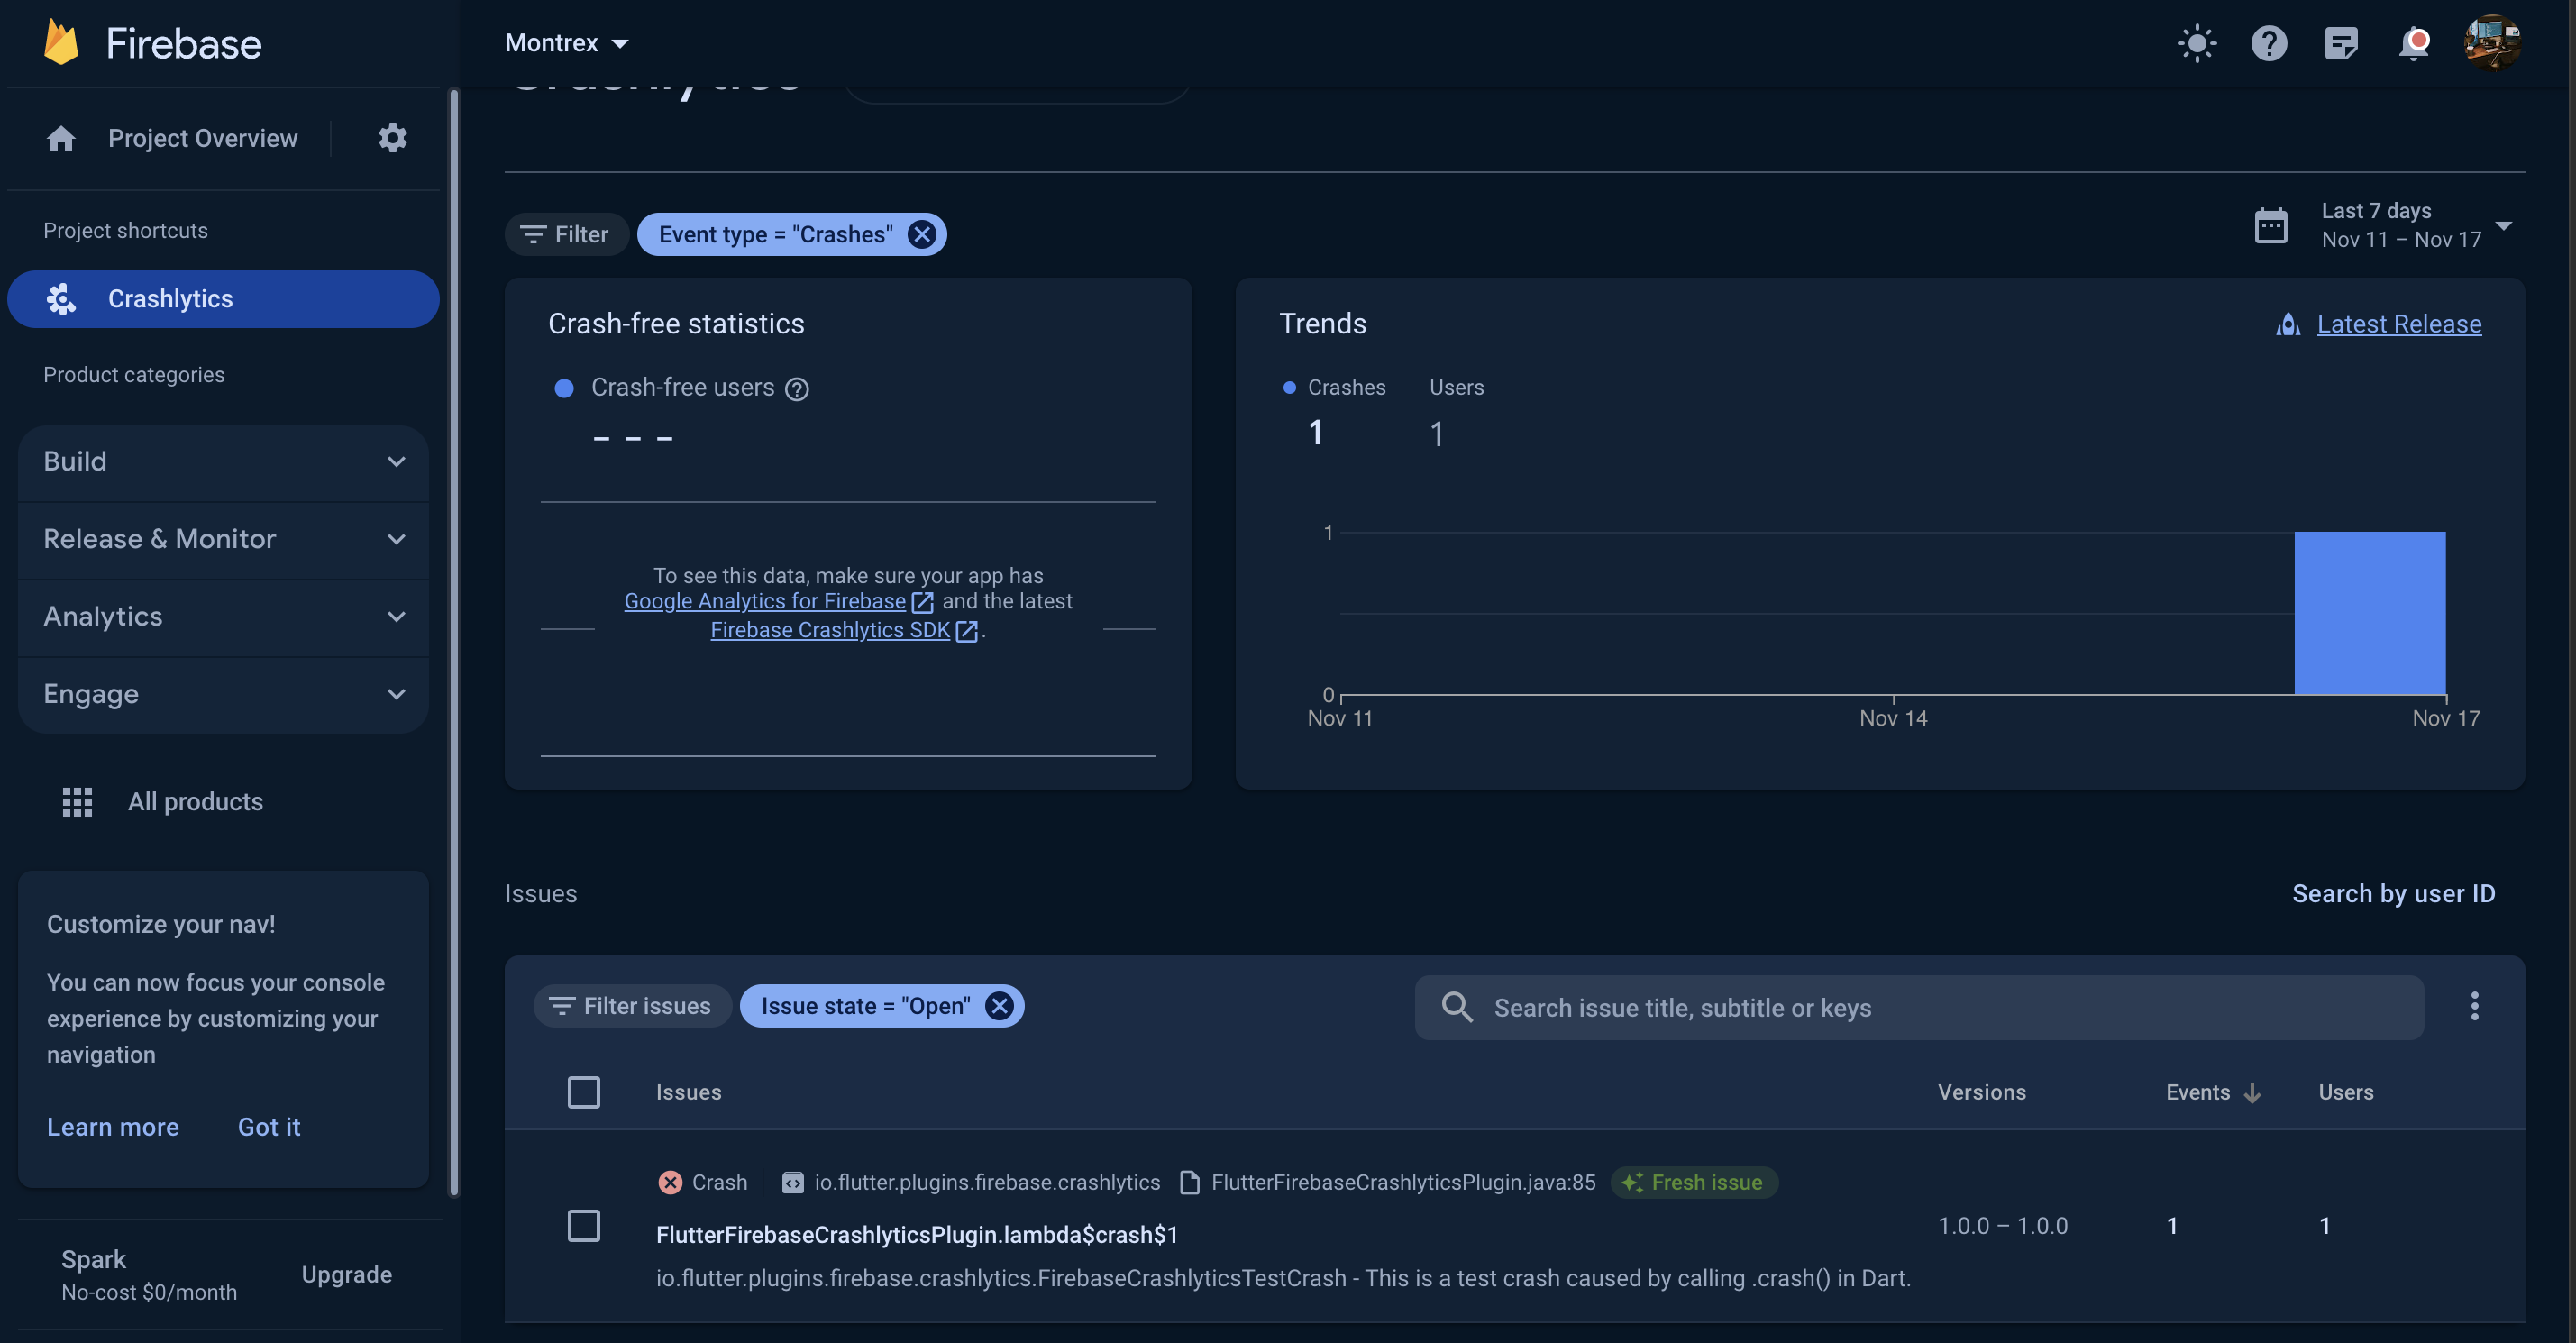 Firebase
Montrex
Crashlytics
Project Overview
Project shortcuts
Crashlytics
Product categories
Build
Release & Monitor
Analytics
Engage
All products
Customize your nav!
You can now focus your console
experience by customizing your
navigation
Learn more Got it
Spark
No-cost $0/month
Upgrade
Filter
Event type = "Crashes"
Last 7 days
Nov 11 – Nov 17
Crash-free statistics
Crash-free users
- - -
To see this data, make sure your app has
Google Analytics for Firebase and the latest
Firebase Crashlytics SDK .
Trends
Latest Release
Crashes Users
1 1
1
0
Nov 11 Nov 14 Nov 17
Issues
Search by user ID
Filter issues
Issue state = "Open"
Search issue title, subtitle or keys
Issues Versions Events Users
Crash io.flutter.plugins.firebase.crashlytics FlutterFirebaseCrashlyticsPlugin.java:85 Fresh issue
FlutterFirebaseCrashlyticsPlugin.lambda$crash$1
1.0.0 – 1.0.0 1 1
io.flutter.plugins.firebase.crashlytics.FirebaseCrashlyticsTestCrash - This is a test crash caused by calling .crash() in Dart.